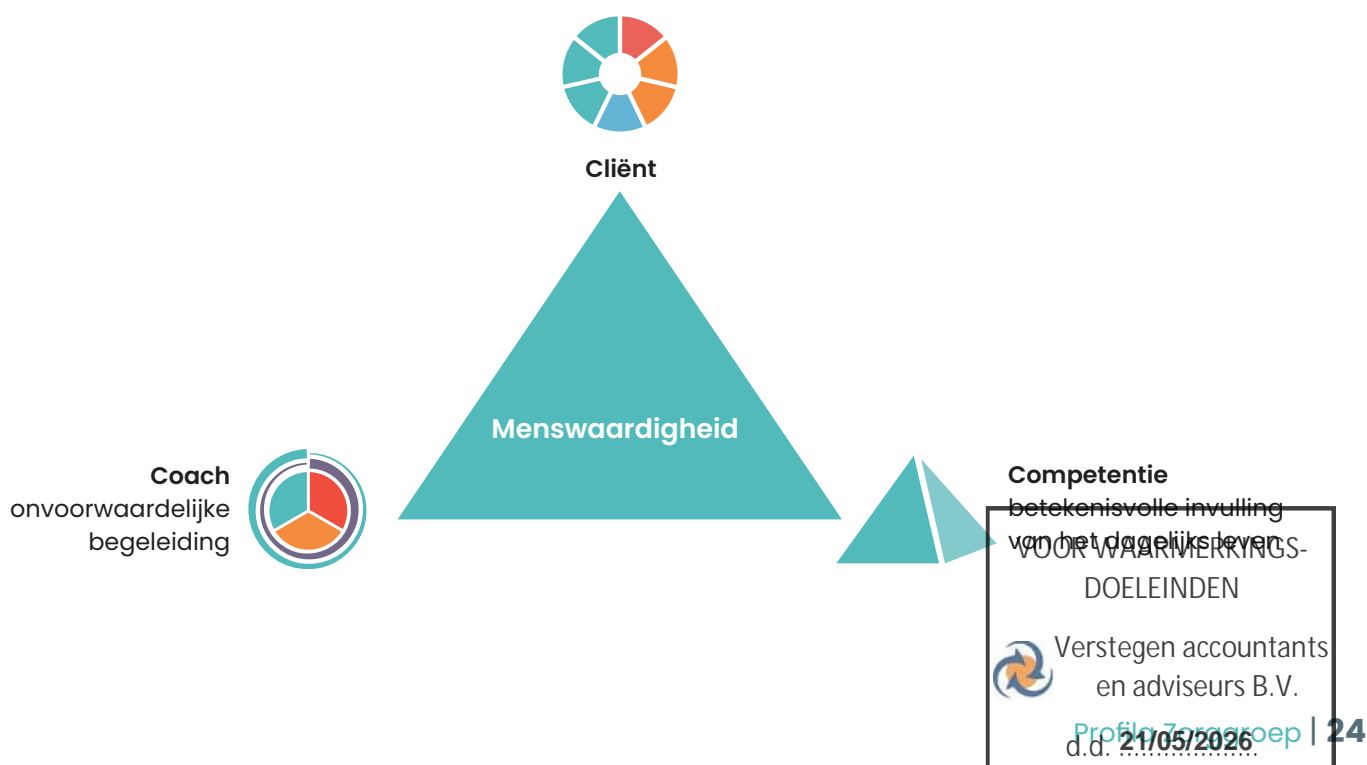 Cliënt
Menswaardigheid
Coach
onvoorwaardelijke
begeleiding
Competentie
betekenisvolle invulling
van het dagelijks leven
VOOR WAARMERKINGS-
DOELEINDEN
Verstegen accountants
en adviseurs B.V.
d.d. 21/05/2026
Profila Zorggroep | 24